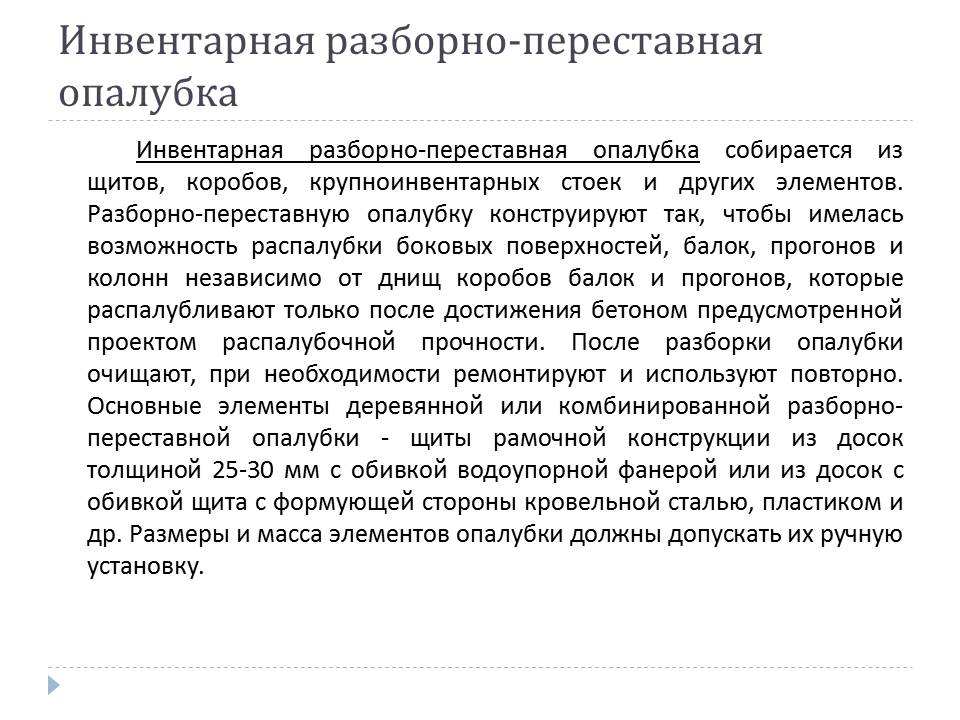 Инвентарная разборно-переставная
опалубка
Инвентарная разборно-переставная опалубка собирается из
щитов, коробов, крупноинвентарных стоек и других элементов.
Разборно-переставную опалубку конструируют так, чтобы имелась
возможность распалубки боковых поверхностей, балок, прогонов и
колонн независимо от днищ коробов балок и прогонов, которые
распалубливают только после достижения бетоном предусмотренной
проектом распалубочной прочности. После разборки опалубки
очищают, при необходимости ремонтируют и используют повторно.
Основные элементы деревянной или комбинированной разборно-
переставной опалубки - щиты рамочной конструкции из досок
толщиной 25-30 мм с обивкой водоупорной фанерой или из досок с
обивкой щита с формующей стороны кровельной сталью, пластиком и
др. Размеры и масса элементов опалубки должны допускать их ручную
установку.